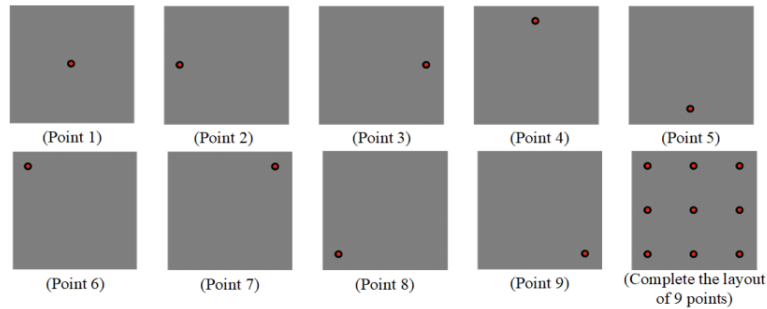 (Point 1)
(Point 2)
(Point 3)
(Point 4)
(Point 5)
(Point 6)
(Point 7)
(Point 8)
(Point 9)
(Complete the layout
of 9 points)